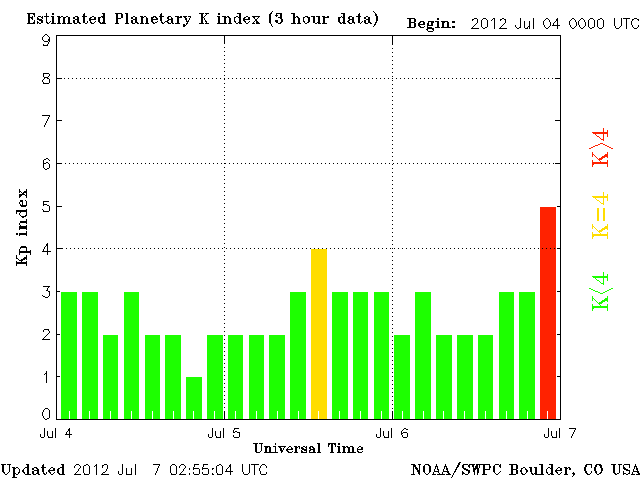 Estimated Planetary K index (3 hour data)
Begin: 2012 Jul 04 0000 UTC
9
8
7
6
5
4
3
2
1
0
Kp index
K>4
K=4
K<4
Jul 4
Jul 5
Jul 6
Jul 7
Universal Time
Updated 2012 Jul 7 02:55:04 UTC
NOAA/SWPC Boulder, CO USA